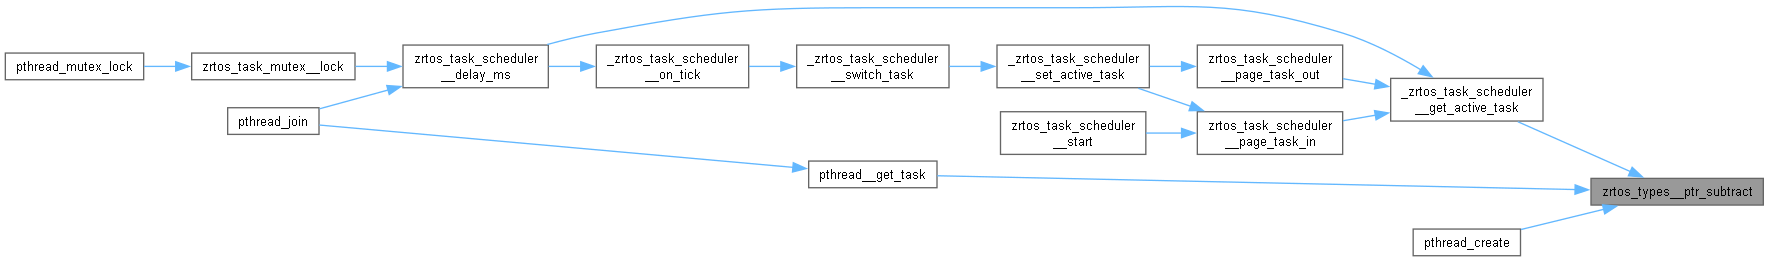 pthread_mutex_lock
zrtos_task_mutex__lock
zrtos_task_scheduler
__delay_ms
_zrtos_task_scheduler
__on_tick
_zrtos_task_scheduler
__switch_task
_zrtos_task_scheduler
__set_active_task
zrtos_task_scheduler
__page_task_out
_zrtos_task_scheduler
__get_active_task
pthread_join
zrtos_task_scheduler
__start
zrtos_task_scheduler
__page_task_in
pthread__get_task
zrtos_types__ptr_subtract
pthread_create